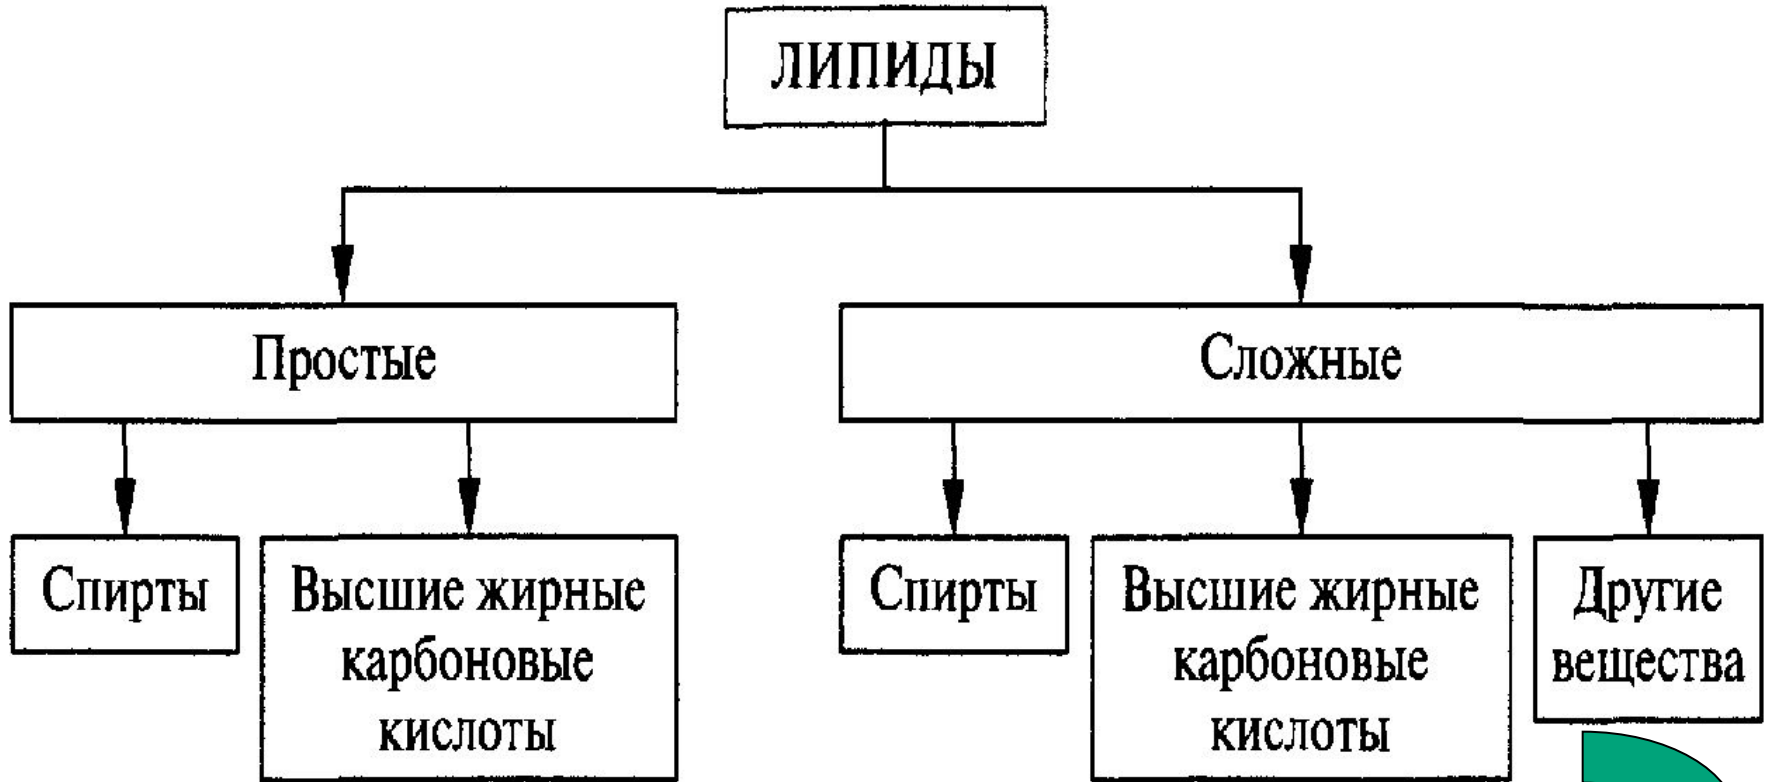 ЛИПИДЫ
Простые
Сложные
Спирты
Высшие жирные
карбоновые
кислоты
Спирты
Высшие жирные
карбоновые
кислоты
Другие
вещества